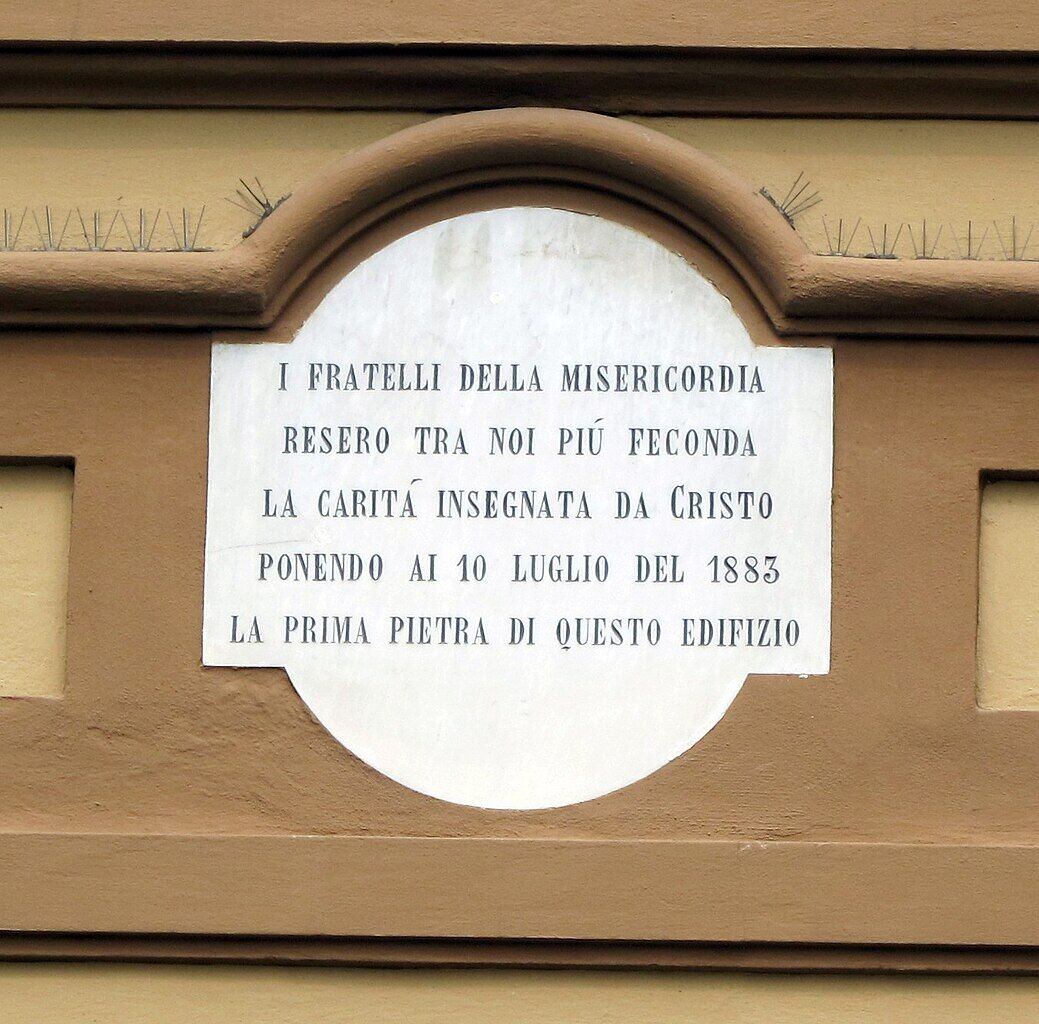 I FRATELLI DELLA MISERICORDIA
RESERO TRA NOI PIÚ FECONDA
LA CARITÁ INSEGNATA DA CRISTO
PONENDO AI 10 LUGLIO DEL 1883
LA PRIMA PIETRA DI QUESTO EDIFIZIO